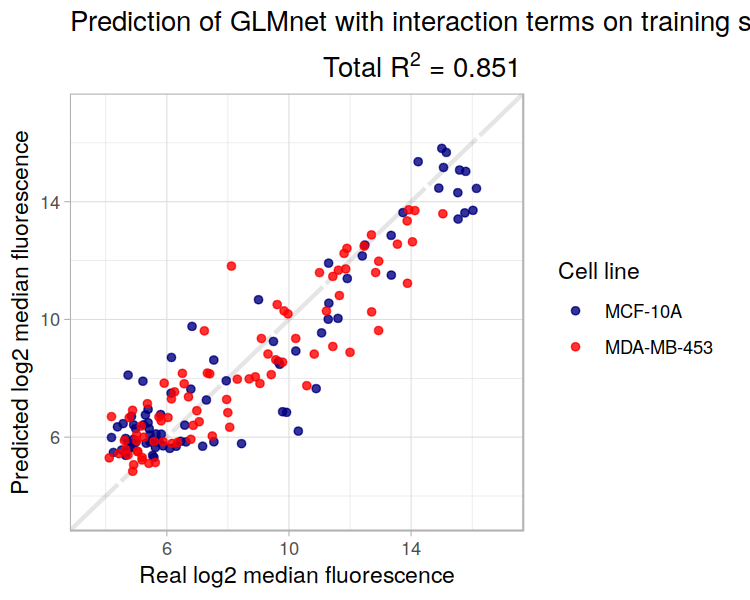 Prediction of GLMnet with interaction terms on training s
Total R² = 0.851
Predicted log2 median fluorescence
14
10
6
6 10 14
Real log2 median fluorescence
Cell line
MCF-10A
MDA-MB-453